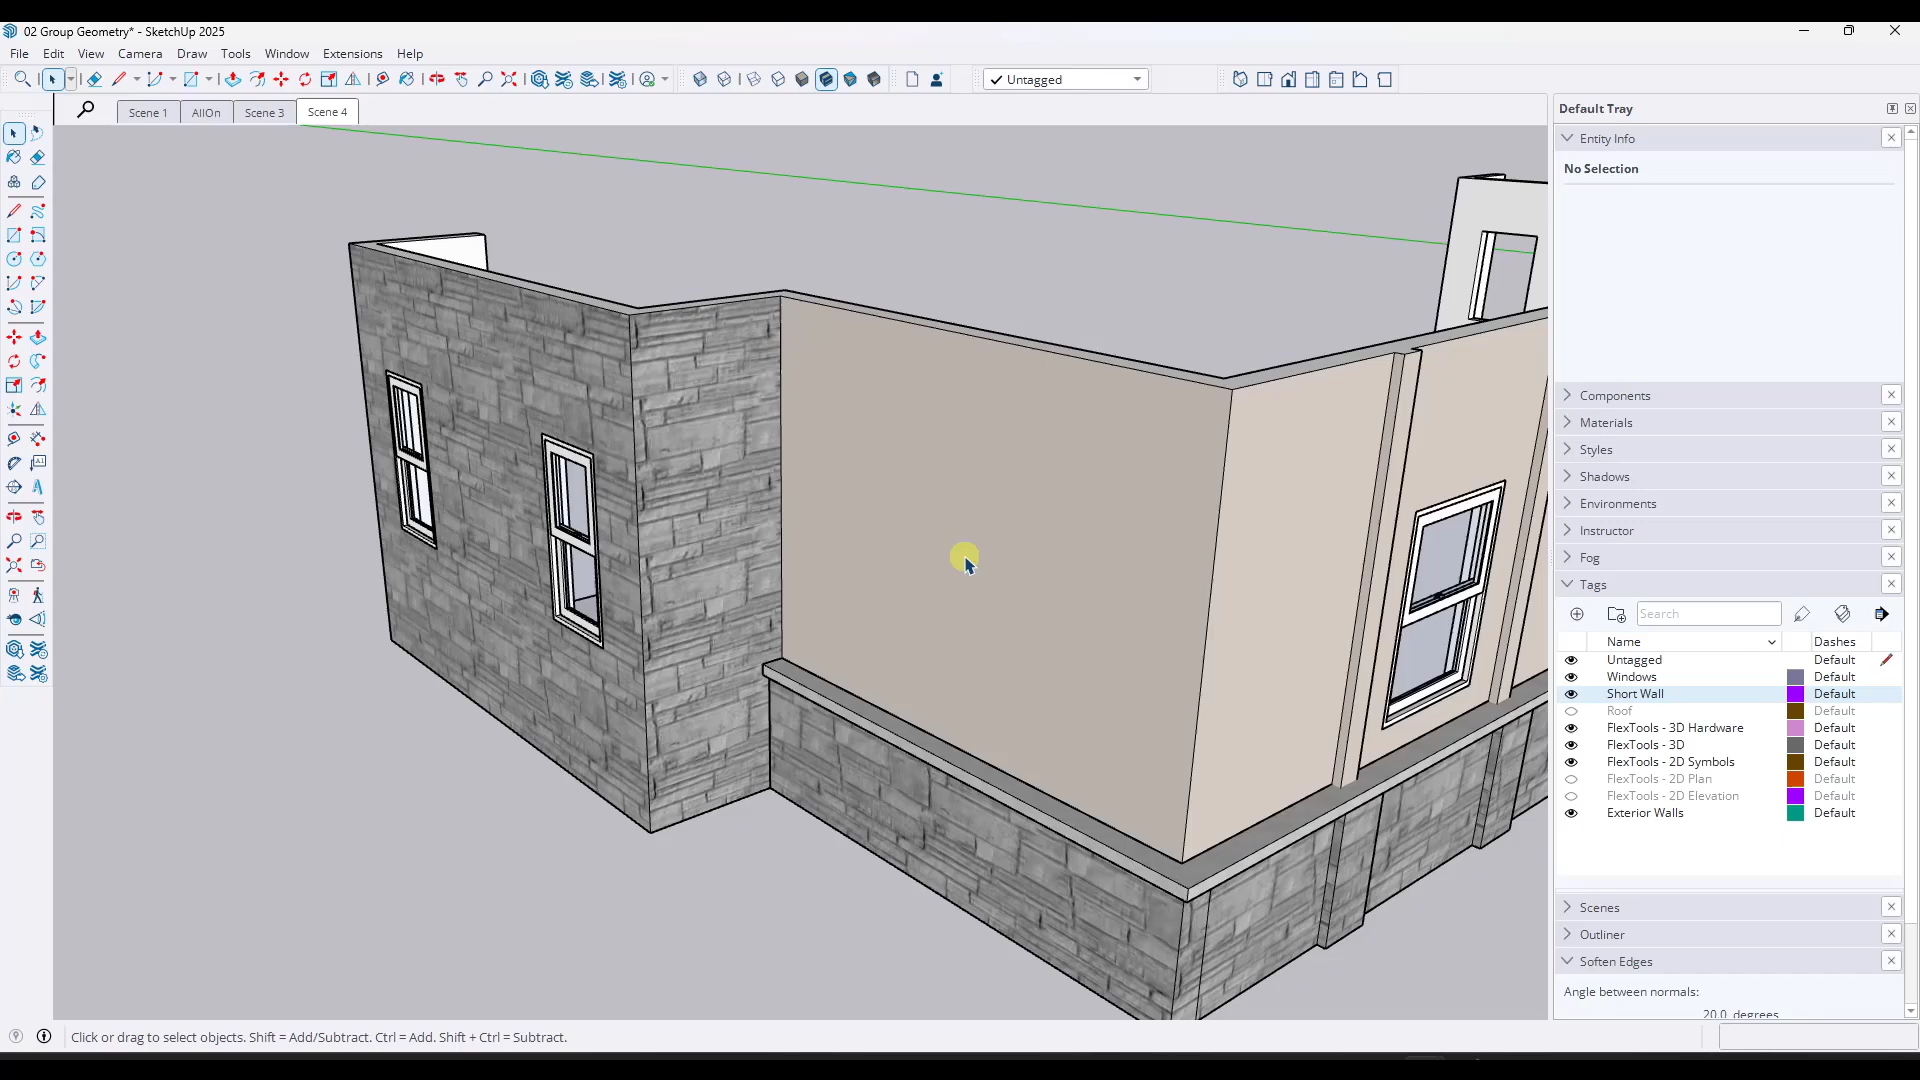 02 Group Geometry* - SketchUp 2025
File Edit View Camera Draw Tools Window Extensions Help
Untagged
Scene 1 AllOn Scene 3 Scene 4
Default Tray
Entity Info
No Selection
Components
Materials
Styles
Shadows
Environments
Instructor
Fog
Tags
Search
Name Dashes
Untagged Default
Windows Default
Short Wall Default
Roof Default
FlexTools - 3D Hardware Default
FlexTools - 3D Default
FlexTools - 2D Symbols Default
FlexTools - 2D Plan Default
FlexTools - 2D Elevation Default
Exterior Walls Default
Scenes
Outliner
Soften Edges
Angle between normals:
20.0 degrees
Click or drag to select objects. Shift = Add/Subtract. Ctrl = Add. Shift + Ctrl = Subtract.